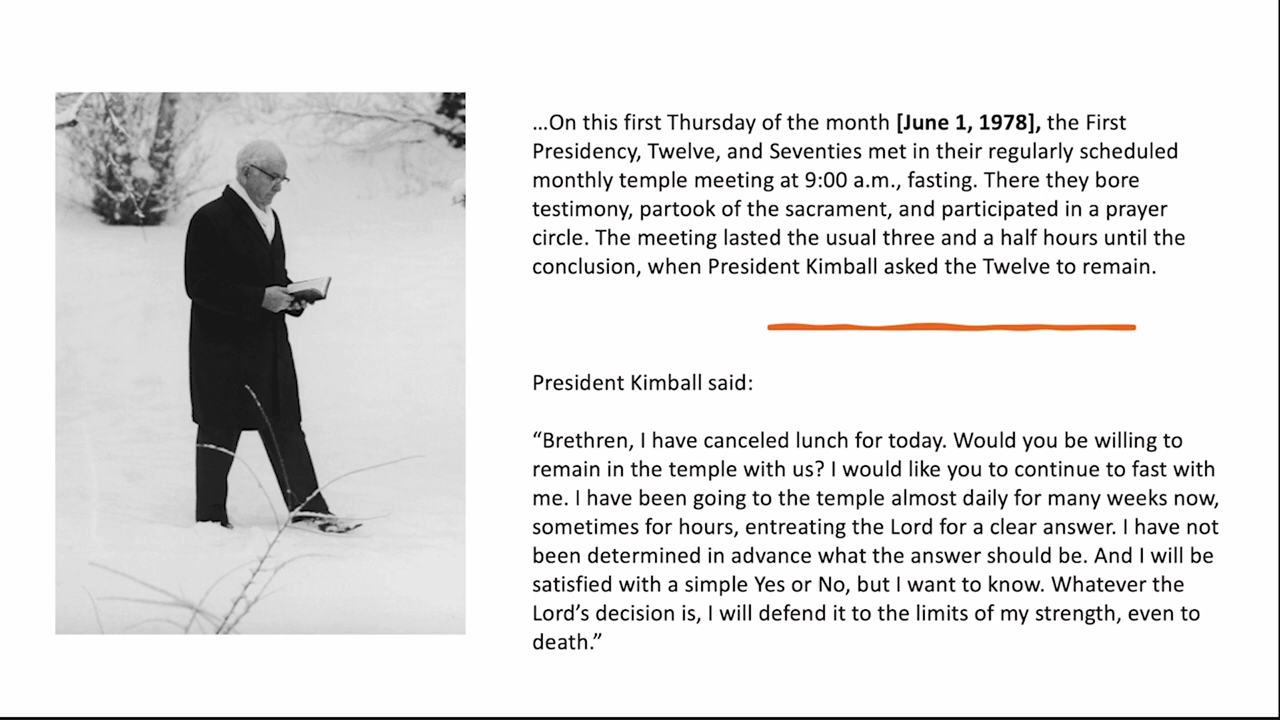 …On this first Thursday of the month [June 1, 1978], the First
Presidency, Twelve, and Seventies met in their regularly scheduled
monthly temple meeting at 9:00 a.m., fasting. There they bore
testimony, partook of the sacrament, and participated in a prayer
circle. The meeting lasted the usual three and a half hours until the
conclusion, when President Kimball asked the Twelve to remain.
President Kimball said:
“Brethren, I have canceled lunch for today. Would you be willing to
remain in the temple with us? I would like you to continue to fast with
me. I have been going to the temple almost daily for many weeks now,
sometimes for hours, entreating the Lord for a clear answer. I have not
been determined in advance what the answer should be. And I will be
satisfied with a simple Yes or No, but I want to know. Whatever the
Lord’s decision is, I will defend it to the limits of my strength, even to
death.”